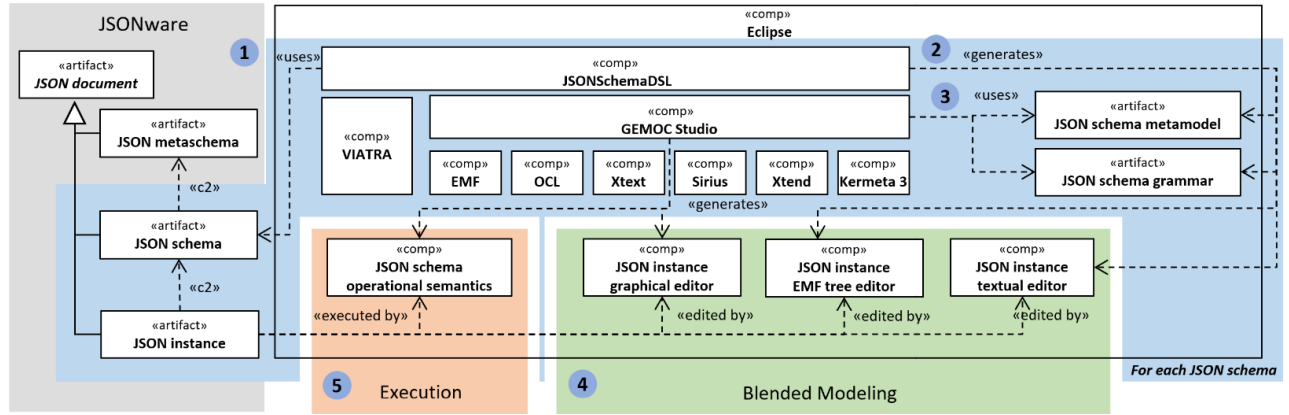 JSONware
«comp»
Eclipse
1
«uses»
2
«generates»
«artifact»
JSON document
«comp»
JSONSchemaDSL
3
«uses»
«artifact»
JSON metaschema
«comp»
VIATRA
«comp»
GEMOC Studio
«artifact»
JSON schema metamodel
«comp»
EMF
«comp»
OCL
«comp»
Xtext
«comp»
Sirius
«comp»
Xtend
«comp»
Kermeta 3
«artifact»
JSON schema grammar
«c2»
«generates»
«artifact»
JSON schema
«comp»
JSON schema
operational semantics
«comp»
JSON instance
graphical editor
«comp»
JSON instance
EMF tree editor
«comp»
JSON instance
textual editor
«c2»
«executed by»
«edited by»
«edited by»
«edited by»
«artifact»
JSON instance
For each JSON schema
5
Execution
4
Blended Modeling